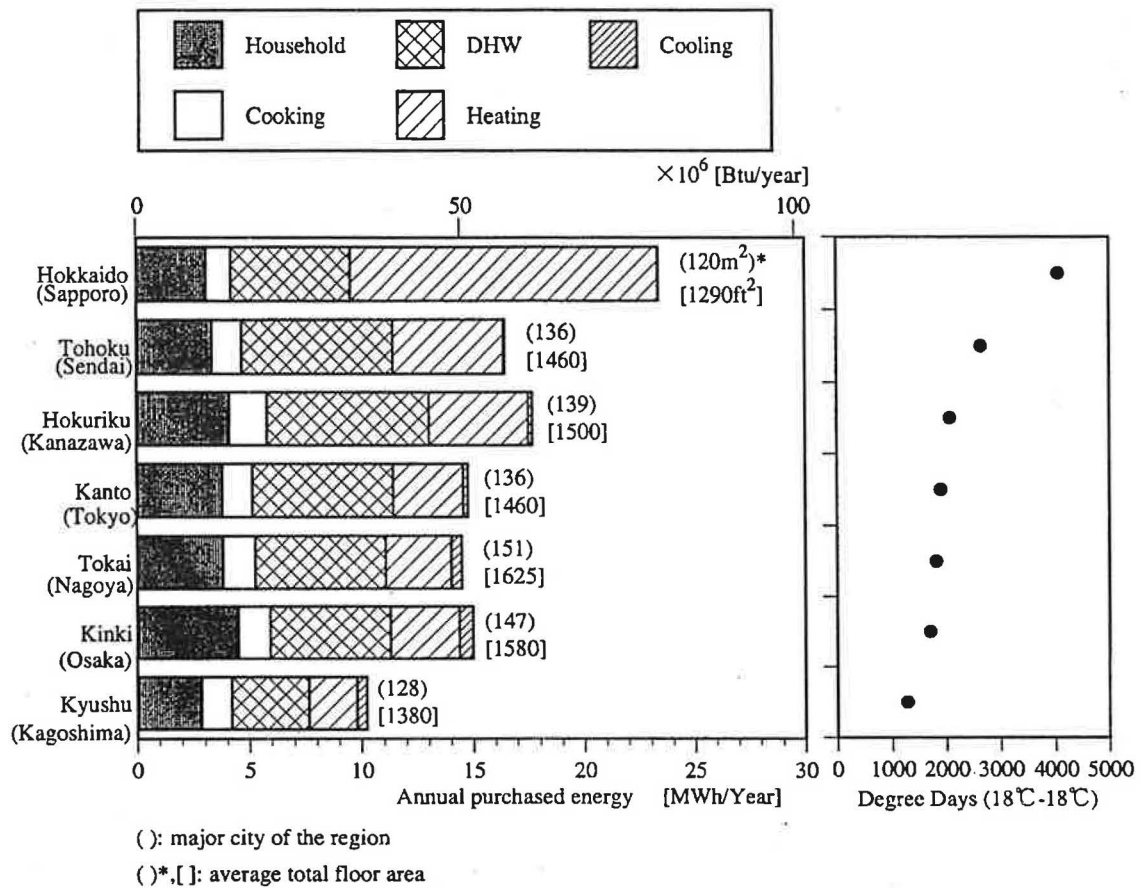 Household DHW Cooling
Cooking Heating
×10⁶ [Btu/year]
0 50 100
Hokkaido
(Sapporo)
(120m²)*
[1290ft²]
Tohoku
(Sendai)
(136)
[1460]
Hokuriku
(Kanazawa)
(139)
[1500]
Kanto
(Tokyo)
(136)
[1460]
Tokai
(Nagoya)
(151)
[1625]
Kinki
(Osaka)
(147)
[1580]
Kyushu
(Kagoshima)
(128)
[1380]
0 5 10 15 20 25 30
Annual purchased energy [MWh/Year]
0 1000 2000 3000 4000 5000
Degree Days (18℃-18℃)
( ): major city of the region
( )*,[ ]: average total floor area